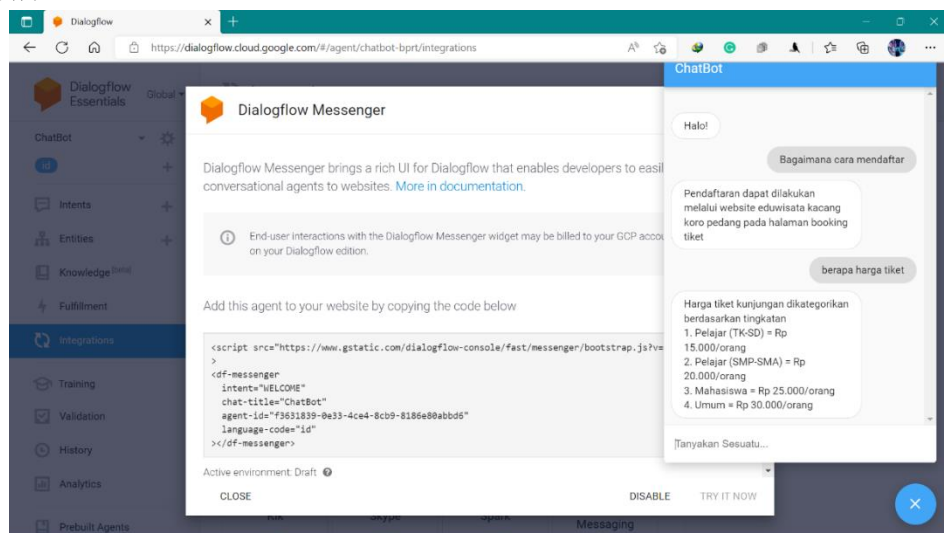 Dialogflow
https://dialogflow.cloud.google.com/#/agent/chatbot-bprt/integrations
Dialogflow
Essentials
Global
ChatBot
id
Intents
Entities
Knowledge [beta]
Fulfillment
Integrations
Training
Validation
History
Analytics
Prebuilt Agents
Dialogflow Messenger
Dialogflow Messenger brings a rich UI for Dialogflow that enables developers to easil
conversational agents to websites. More in documentation.
End-user interactions with the Dialogflow Messenger widget may be billed to your GCP accou
on your Dialogflow edition.
Add this agent to your website by copying the code below
<script src="https://www.gstatic.com/dialogflow-console/fast/messenger/bootstrap.js?v=
>
<df-messenger
intent="WELCOME"
chat-title="ChatBot"
agent-id="f3631839-0e33-4ce4-8cb9-8186e80abbd6"
language-code="id"
></df-messenger>
Active environment: Draft
CLOSE
DISABLE
TRY IT NOW
Kik
Skype
Spark
Messaging
ChatBot
Halo!
Bagaimana cara mendaftar
Pendaftaran dapat dilakukan
melalui website eduwisata kacang
koro pedang pada halaman booking
tiket
berapa harga tiket
Harga tiket kunjungan dikategorikan
berdasarkan tingkatan
1. Pelajar (TK-SD) = Rp
15.000/orang
2. Pelajar (SMP-SMA) = Rp
20.000/orang
3. Mahasiswa = Rp 25.000/orang
4. Umum = Rp 30.000/orang
Tanyakan Sesuatu...